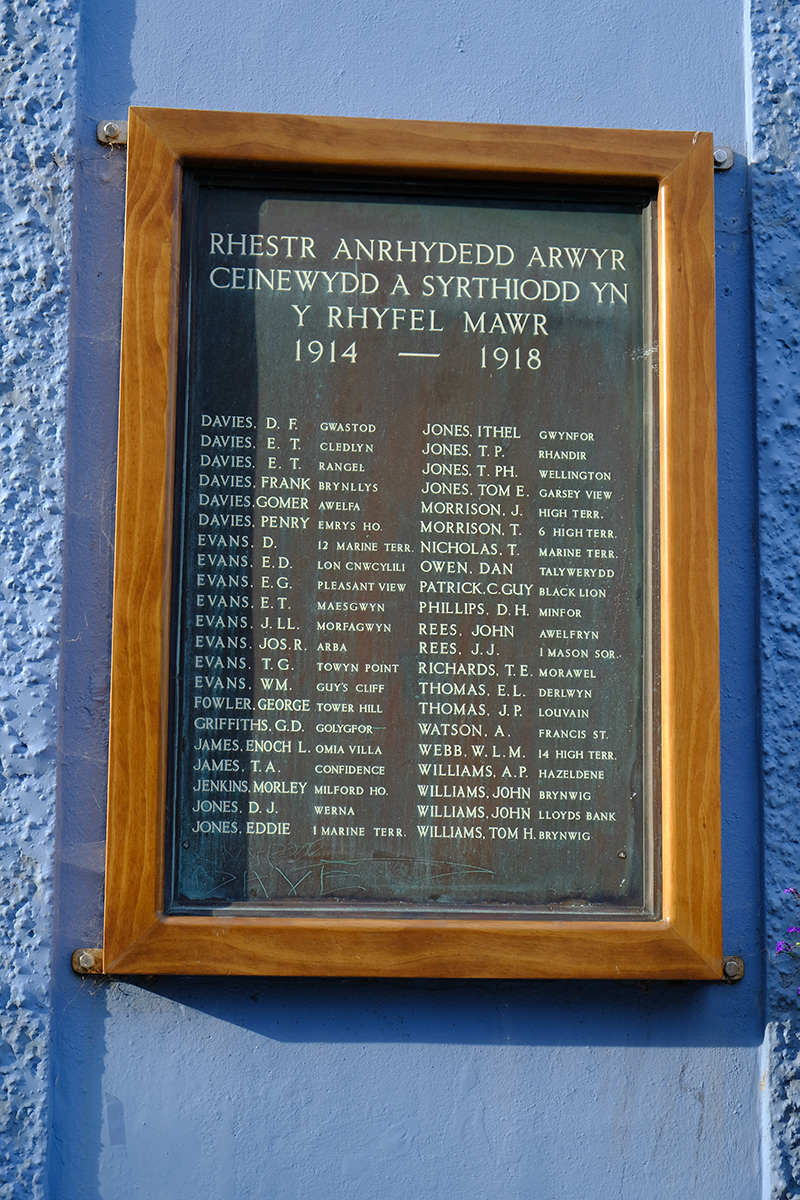 RHESTR ANRHYDEDD ARWYR
CEINEWYDD A SYRTHIODD YN
Y RHYFEL MAWR
1914 — 1918
DAVIES, D. F. GWASTOD
DAVIES, E. T. CLEDLYN
DAVIES, E. T. RANGEL
DAVIES, FRANK BRYNLLYS
DAVIES, GOMER AWELFA
DAVIES, PENRY EMRYS HO.
EVANS, D. 12 MARINE TERR.
EVANS, E.D. LON CNWCYLILI
EVANS, E.G. PLEASANT VIEW
EVANS, E.T. MAESGWYN
EVANS, J. LL. MORFAGWYN
EVANS, JOS.R. ARBA
EVANS, T.G. TOWYN POINT
EVANS, WM. GUY'S CLIFF
FOWLER, GEORGE TOWER HILL
GRIFFITHS, G.D. GOLYGFOR
JAMES, ENOCH L. OMIA VILLA
JAMES, T.A. CONFIDENCE
JENKINS, MORLEY MILFORD HO.
JONES, D. J. WERNA
JONES, EDDIE 1 MARINE TERR.
JONES, ITHEL GWYNFOR
JONES, T. P. RHANDIR
JONES, T. PH. WELLINGTON
JONES, TOM E. GARSEY VIEW
MORRISON, J. HIGH TERR.
MORRISON, T. 6 HIGH TERR.
NICHOLAS, T. MARINE TERR.
OWEN, DAN TALYWERYDD
PATRICK, C.GUY BLACK LION
PHILLIPS, D. H. MINFOR
REES, JOHN AWELFRYN
REES, J. J. 1 MASON SQR.
RICHARDS, T. E. MORAWEL
THOMAS, E.L. DERLWYN
THOMAS, J.P. LOUVAIN
WATSON, A. FRANCIS ST.
WEBB, W. L. M. 14 HIGH TERR.
WILLIAMS, A.P. HAZELDENE
WILLIAMS, JOHN BRYNWIG
WILLIAMS, JOHN LLOYDS BANK
WILLIAMS, TOM H. BRYNWIG
DAVE